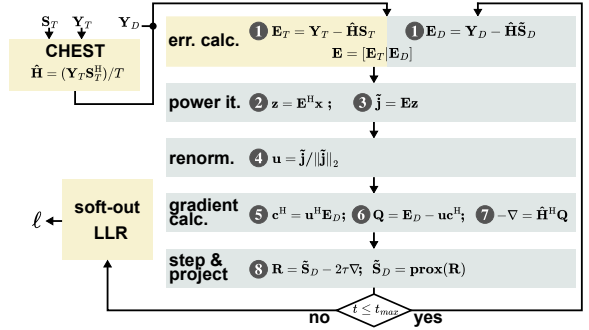 S_T Y_T Y_D
CHEST
Ĥ = (Y_T S_T^H)/T
err. calc. 1 E_T = Y_T − ĤS_T 1 E_D = Y_D − ĤS̃_D
E = [E_T|E_D]
power it. 2 z = E^H x ; 3 j̃ = Ez
renorm. 4 u = j̃/‖j̃‖_2
gradient calc. 5 c^H = u^H E_D; 6 Q = E_D − uc^H; 7 −∇ = Ĥ^H Q
step & project 8 R = S̃_D − 2τ∇; S̃_D = prox(R)
ℓ
soft-out
LLR
t ≤ t_max
no yes